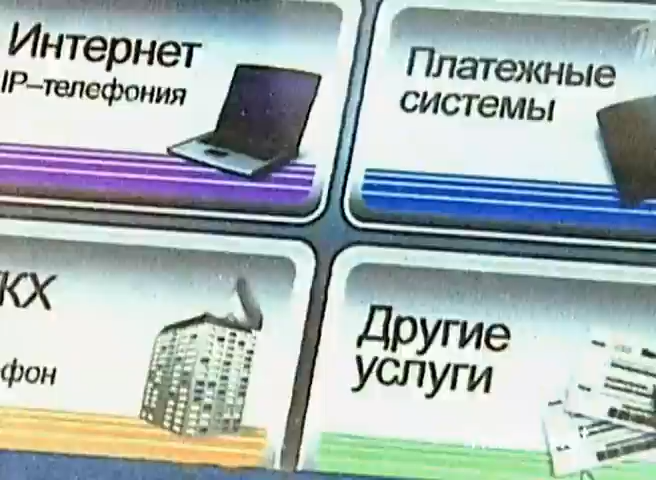 Интернет
IP-телефония
Платежные
системы
КХ
фон
Другие
услуги